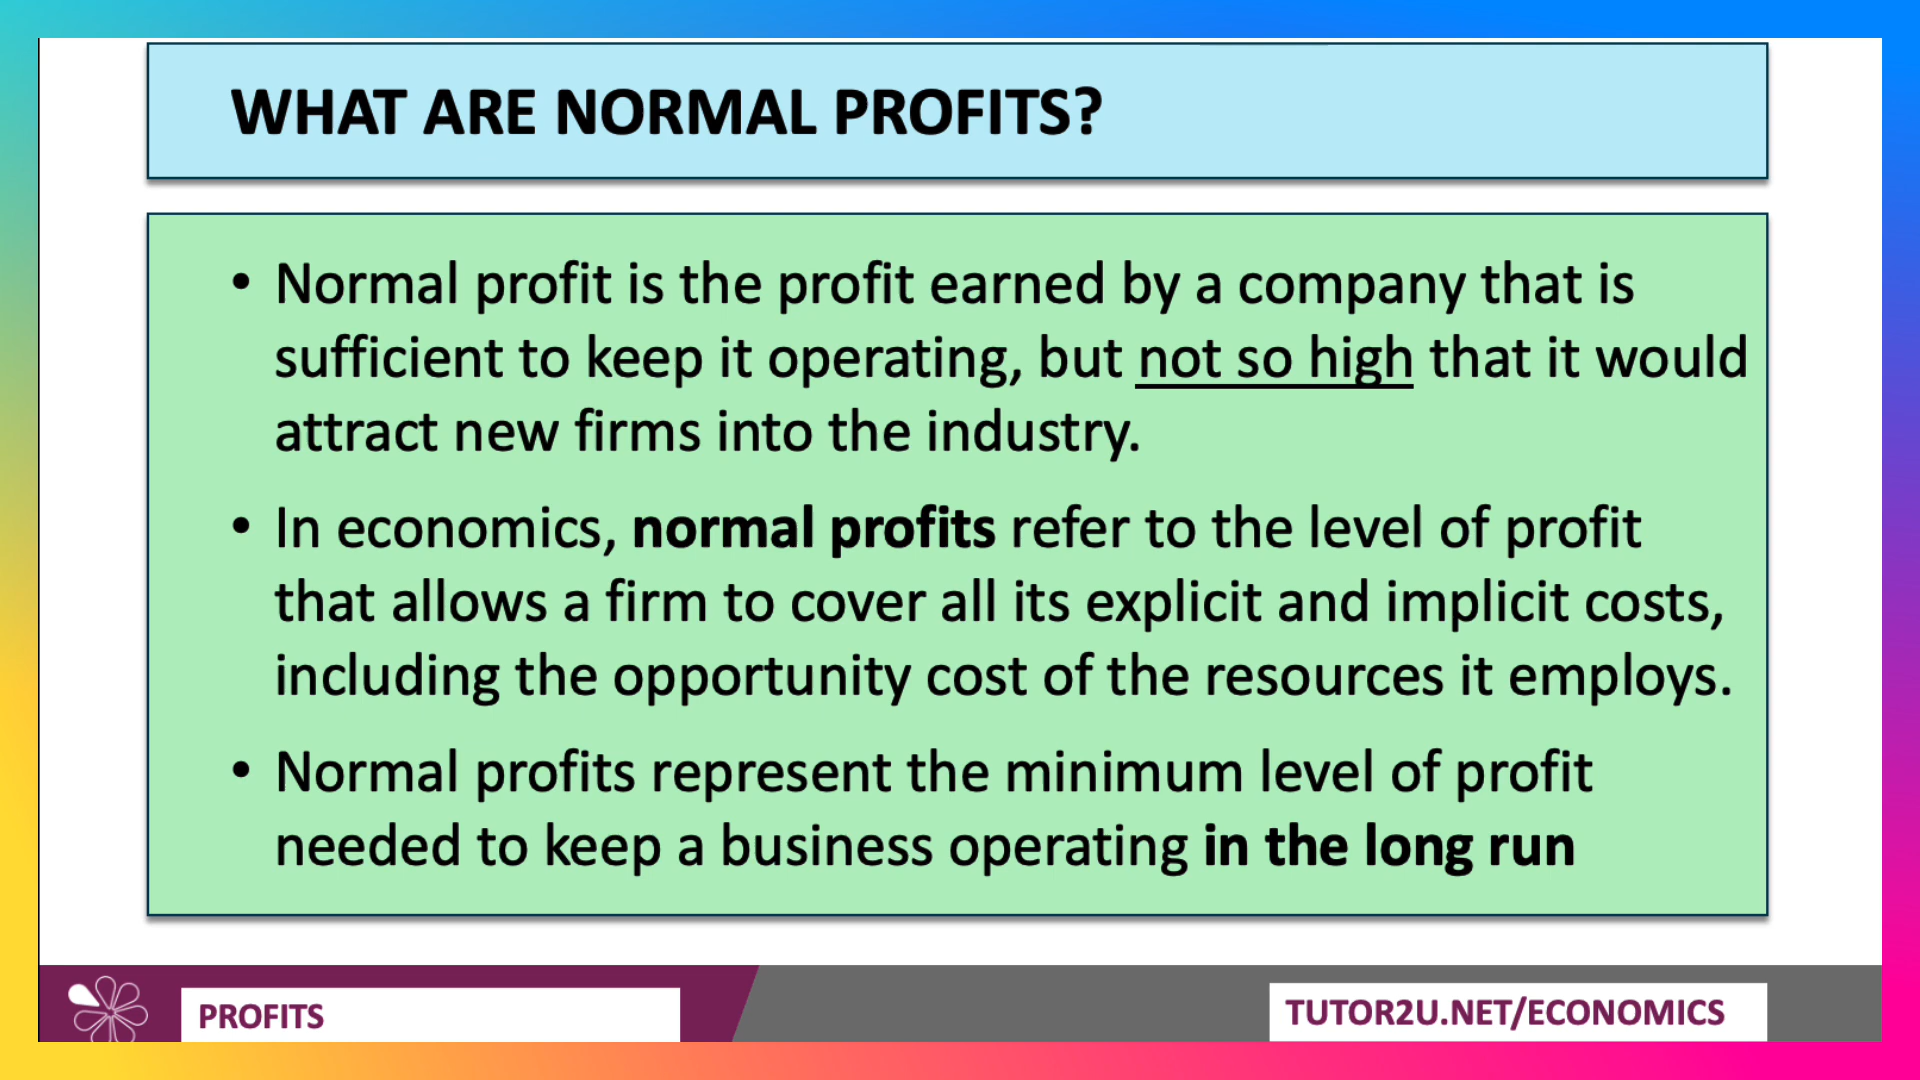 WHAT ARE NORMAL PROFITS?
• Normal profit is the profit earned by a company that is
sufficient to keep it operating, but not so high that it would
attract new firms into the industry.
• In economics, normal profits refer to the level of profit
that allows a firm to cover all its explicit and implicit costs,
including the opportunity cost of the resources it employs.
• Normal profits represent the minimum level of profit
needed to keep a business operating in the long run
PROFITS
TUTOR2U.NET/ECONOMICS